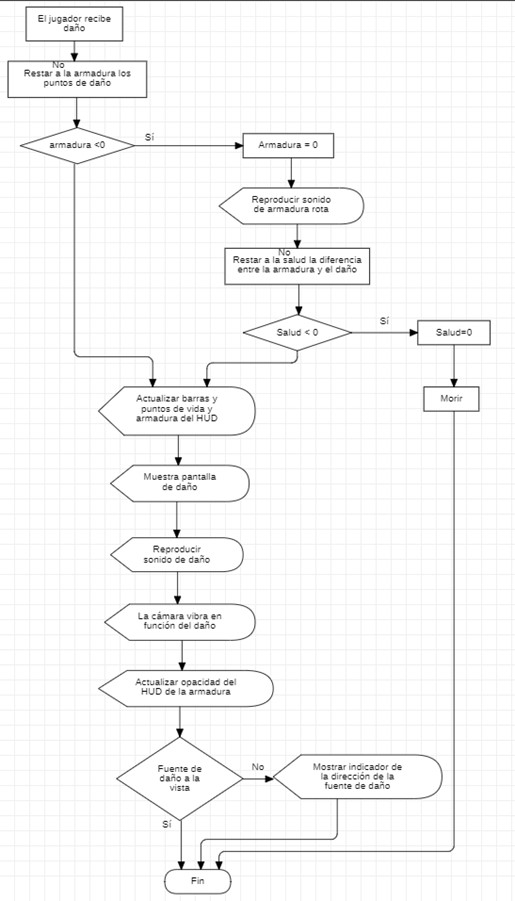 El jugador recibe
daño
No
Restar a la armadura los
puntos de daño
armadura <0
Sí
Armadura = 0
Reproducir sonido
de armadura rota
No
Restar a la salud la diferencia
entre la armadura y el daño
Salud < 0
Sí
Salud=0
Morir
Actualizar barras y
puntos de vida y
armadura del HUD
Muestra pantalla
de daño
Reproducir
sonido de daño
La cámara vibra en
función del daño
Actualizar opacidad del
HUD de la armadura
Fuente de
daño a la
vista
No
Mostrar indicador de
la dirección de la
fuente de daño
Sí
Fin